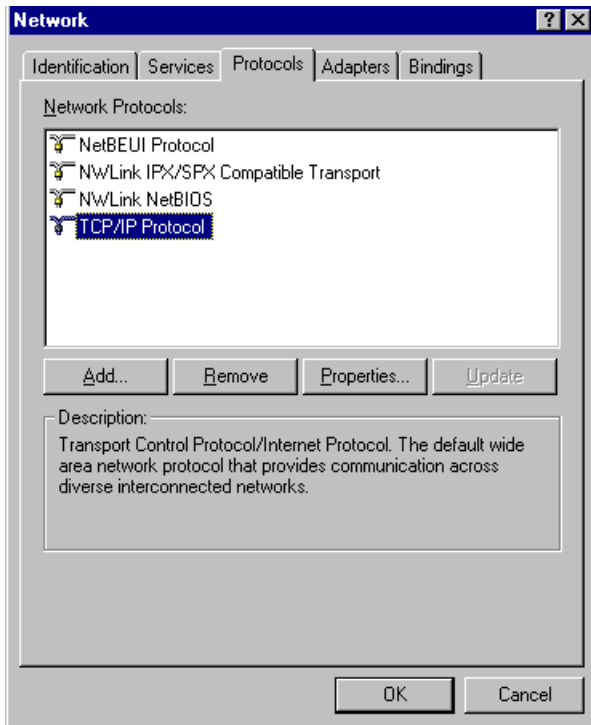 Network
Identification Services Protocols Adapters Bindings
Network Protocols:
NetBEUI Protocol
NWLink IPX/SPX Compatible Transport
NWLink NetBIOS
TCP/IP Protocol
Add... Remove Properties... Update
Description:
Transport Control Protocol/Internet Protocol. The default wide
area network protocol that provides communication across
diverse interconnected networks.
OK Cancel